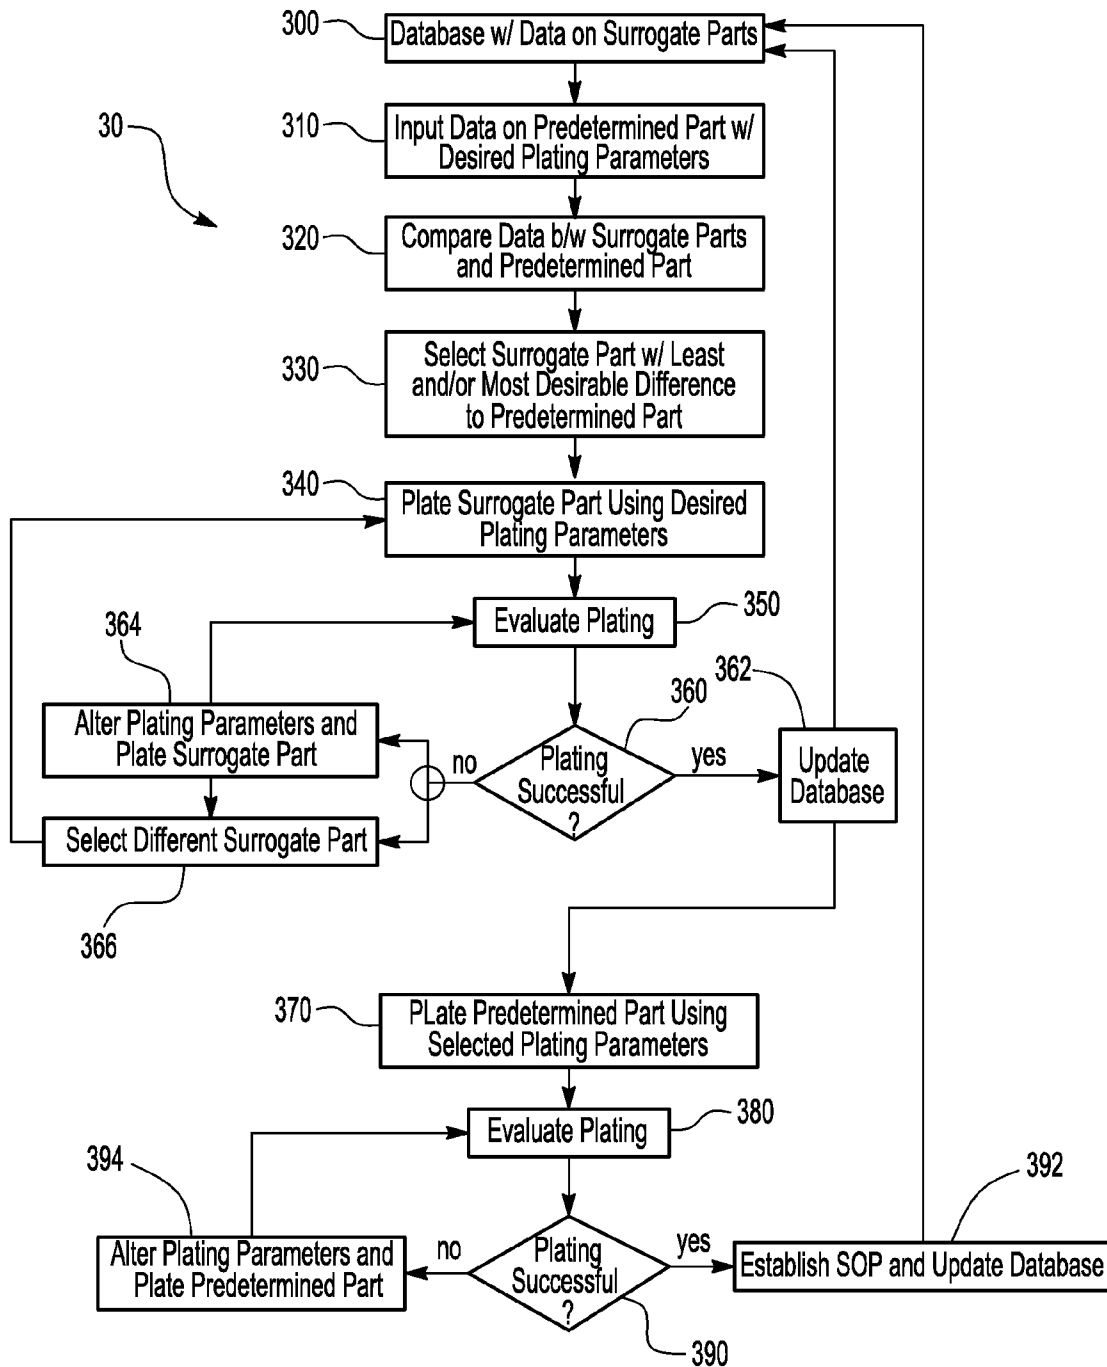 300
Database w/ Data on Surrogate Parts
30
310
Input Data on Predetermined Part w/
Desired Plating Parameters
320
Compare Data b/w Surrogate Parts
and Predetermined Part
330
Select Surrogate Part w/ Least
and/or Most Desirable Difference
to Predetermined Part
340
Plate Surrogate Part Using Desired
Plating Parameters
350
Evaluate Plating
364
Alter Plating Parameters and
Plate Surrogate Part
360
Plating
Successful
?
no
yes
362
Update
Database
Select Different Surrogate Part
366
370
PLate Predetermined Part Using
Selected Plating Parameters
380
Evaluate Plating
394
Alter Plating Parameters and
Plate Predetermined Part
no
Plating
Successful
?
yes
390
392
Establish SOP and Update Database